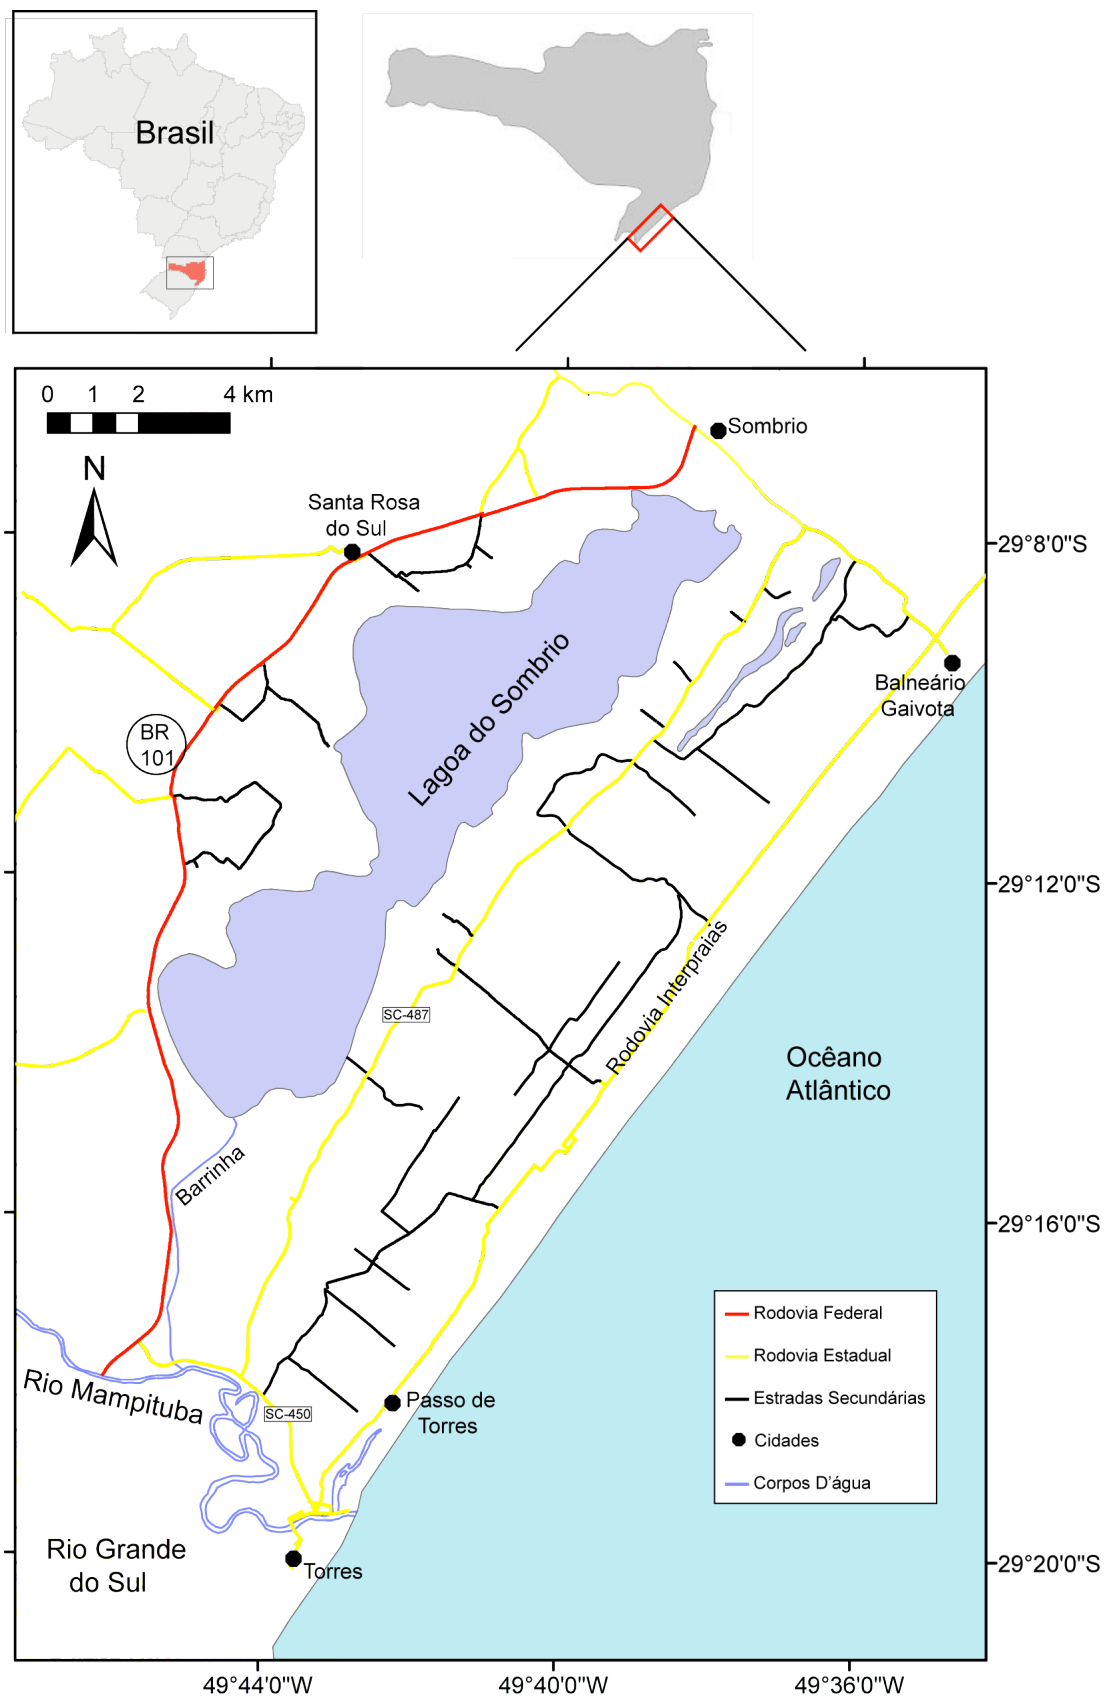 Brasil
0 1 2 4 km
N
Sombrio
Santa Rosa
do Sul
29°8'0"S
Lagoa do Sombrio
Balneário
Gaivota
BR
101
29°12'0"S
Rodovia Interpraias
SC-487
Ocêano
Atlântico
Barrinha
29°16'0"S
Rodovia Federal
Rodovia Estadual
Estradas Secundárias
Cidades
Corpos D'água
Rio Mampituba
SC-450
Passo de
Torres
Rio Grande
do Sul
Torres
29°20'0"S
49°44'0"W
49°40'0"W
49°36'0"W